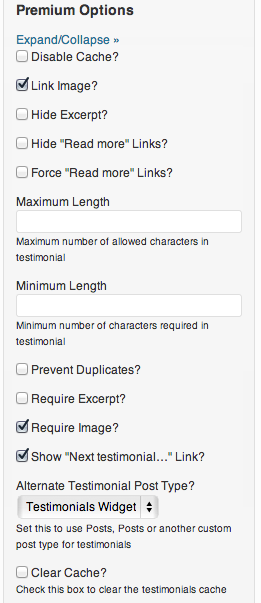 Premium Options
Expand/Collapse »
Disable Cache?
Link Image?
Hide Excerpt?
Hide "Read more" Links?
Force "Read more" Links?
Maximum Length
Maximum number of allowed characters in
testimonial
Minimum Length
Minimum number of characters required in
testimonial
Prevent Duplicates?
Require Excerpt?
Require Image?
Show "Next testimonial…" Link?
Alternate Testimonial Post Type?
Testimonials Widget
Set this to use Posts, Posts or another custom
post type for testimonials
Clear Cache?
Check this box to clear the testimonials cache